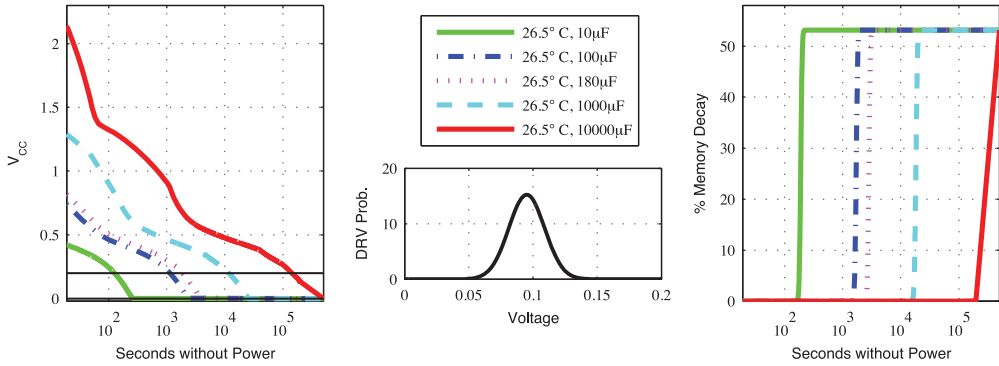 2
1.5
1
0.5
0
V_CC
10^2
10^3
10^4
10^5
Seconds without Power
26.5° C, 10μF
26.5° C, 100μF
26.5° C, 180μF
26.5° C, 1000μF
26.5° C, 10000μF
20
10
0
DRV Prob.
0
0.05
0.1
0.15
0.2
Voltage
50
40
30
20
10
0
% Memory Decay
10^2
10^3
10^4
10^5
Seconds without Power